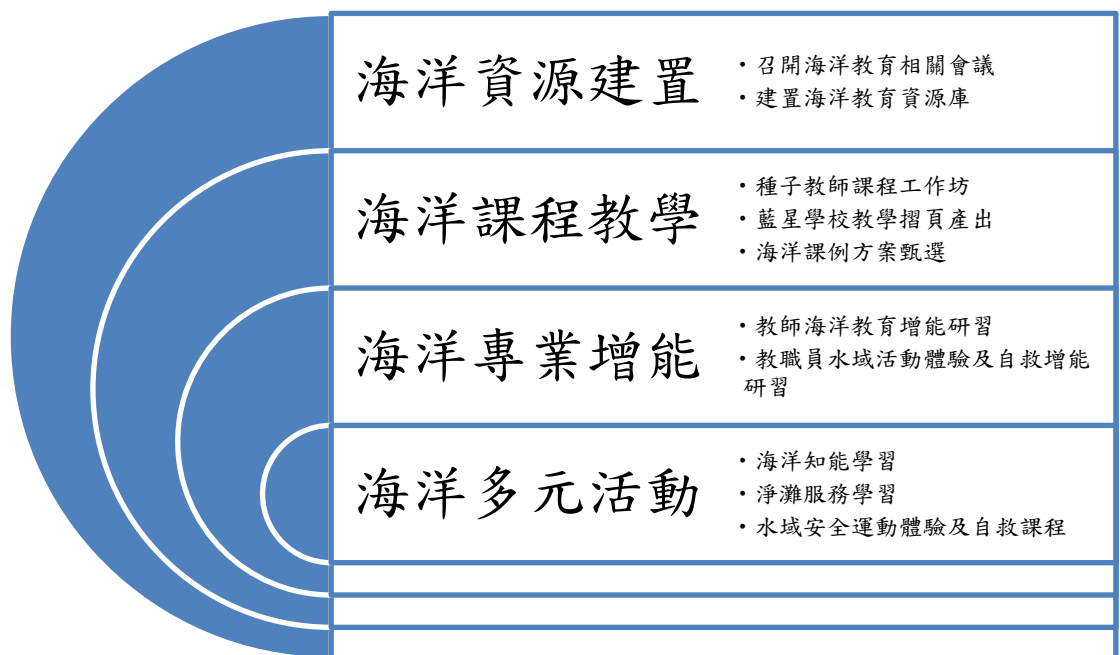 海洋資源建置
・召開海洋教育相關會議
・建置海洋教育資源庫
海洋課程教學
・種子教師課程工作坊
・藍星學校教學摺頁產出
・海洋課例方案甄選
海洋專業增能
・教師海洋教育增能研習
・教職員水域活動體驗及自救增能
研習
海洋多元活動
・海洋知能學習
・淨灘服務學習
・水域安全運動體驗及自救課程